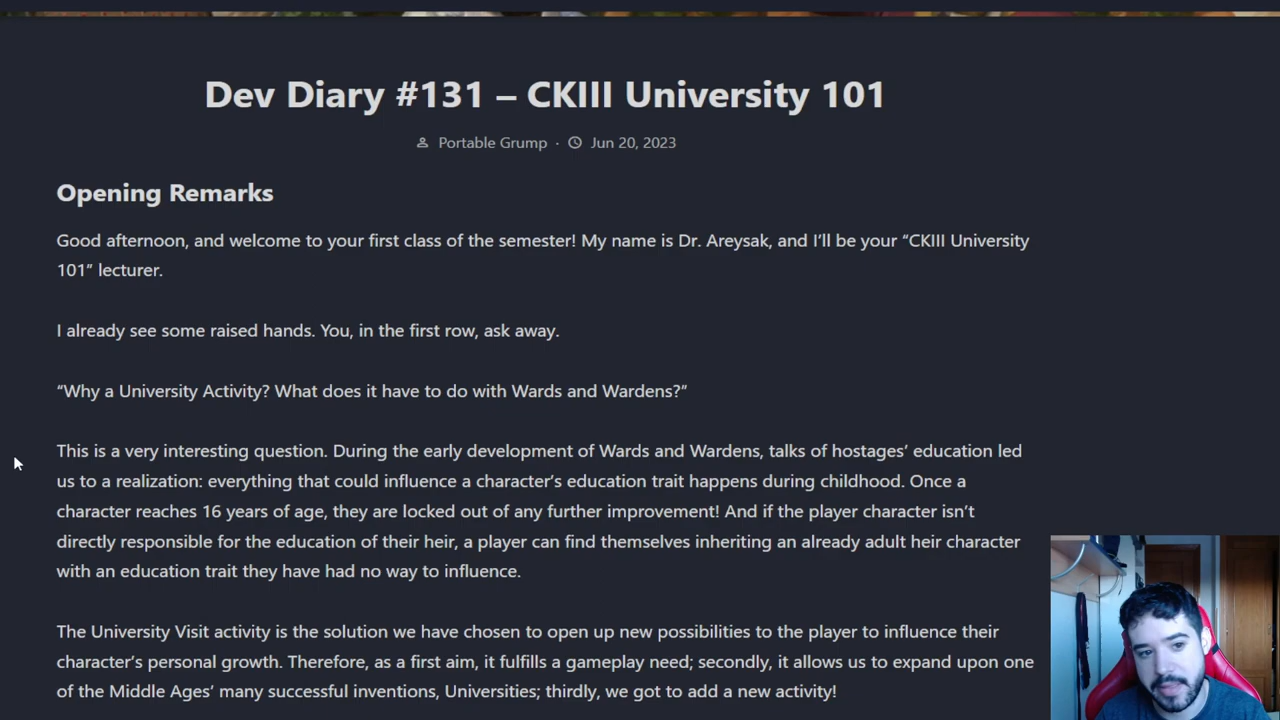 Dev Diary #131 – CKIII University 101
Portable Grump · Jun 20, 2023
Opening Remarks
Good afternoon, and welcome to your first class of the semester! My name is Dr. Areysak, and I’ll be your “CKIII University
101” lecturer.
I already see some raised hands. You, in the first row, ask away.
“Why a University Activity? What does it have to do with Wards and Wardens?”
This is a very interesting question. During the early development of Wards and Wardens, talks of hostages’ education led
us to a realization: everything that could influence a character’s education trait happens during childhood. Once a
character reaches 16 years of age, they are locked out of any further improvement! And if the player character isn’t
directly responsible for the education of their heir, a player can find themselves inheriting an already adult heir character
with an education trait they have had no way to influence.
The University Visit activity is the solution we have chosen to open up new possibilities to the player to influence their
character’s personal growth. Therefore, as a first aim, it fulfills a gameplay need; secondly, it allows us to expand upon one
of the Middle Ages’ many successful inventions, Universities; thirdly, we got to add a new activity!